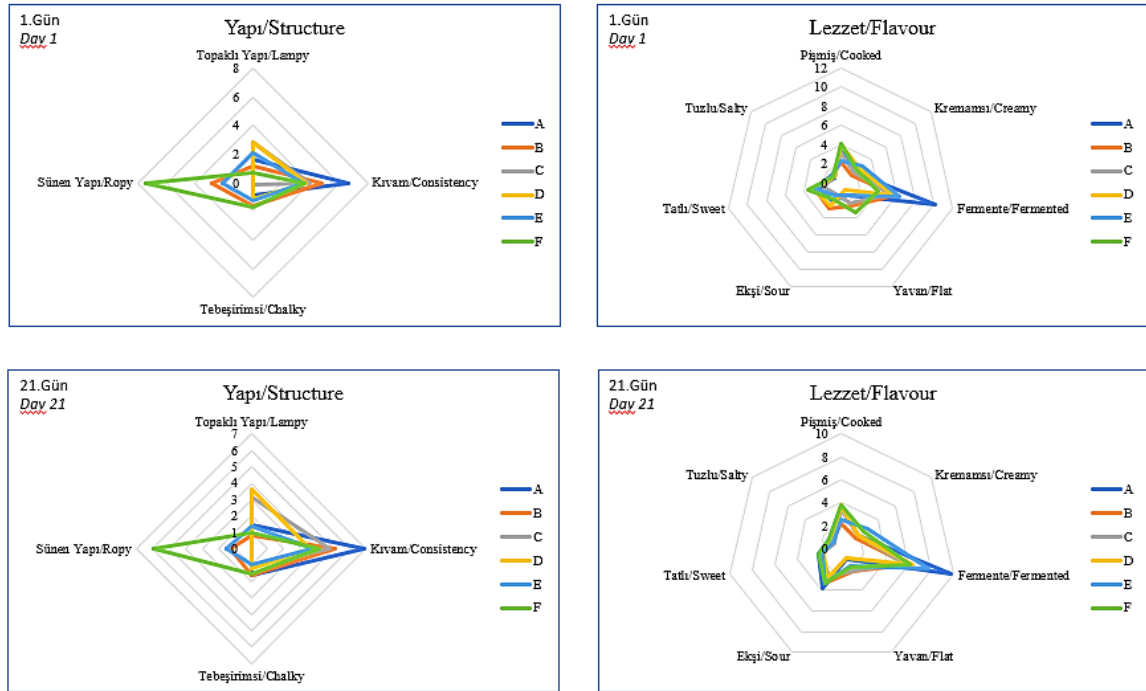 1.Gün
Day 1
Yapı/Structure
Topaklı Yapı/Lampy
8
6
4
2
0
Sünen Yapı/Ropy
Kıvam/Consistency
Tebeşirimsi/Chalky
A
B
C
D
E
F
1.Gün
Day 1
Lezzet/Flavour
Pişmiş/Cooked
12
10
8
6
4
2
0
Tuzlu/Salty
Kremamsı/Creamy
Tatlı/Sweet
Fermente/Fermented
Ekşi/Sour
Yavan/Flat
A
B
C
D
E
F
21.Gün
Day 21
Yapı/Structure
Topaklı Yapı/Lampy
7
6
5
4
3
2
1
0
Sünen Yapı/Ropy
Kıvam/Consistency
Tebeşirimsi/Chalky
A
B
C
D
E
F
21.Gün
Day 21
Lezzet/Flavour
Pişmiş/Cooked
10
8
6
4
2
0
Tuzlu/Salty
Kremamsı/Creamy
Tatlı/Sweet
Fermente/Fermented
Ekşi/Sour
Yavan/Flat
A
B
C
D
E
F